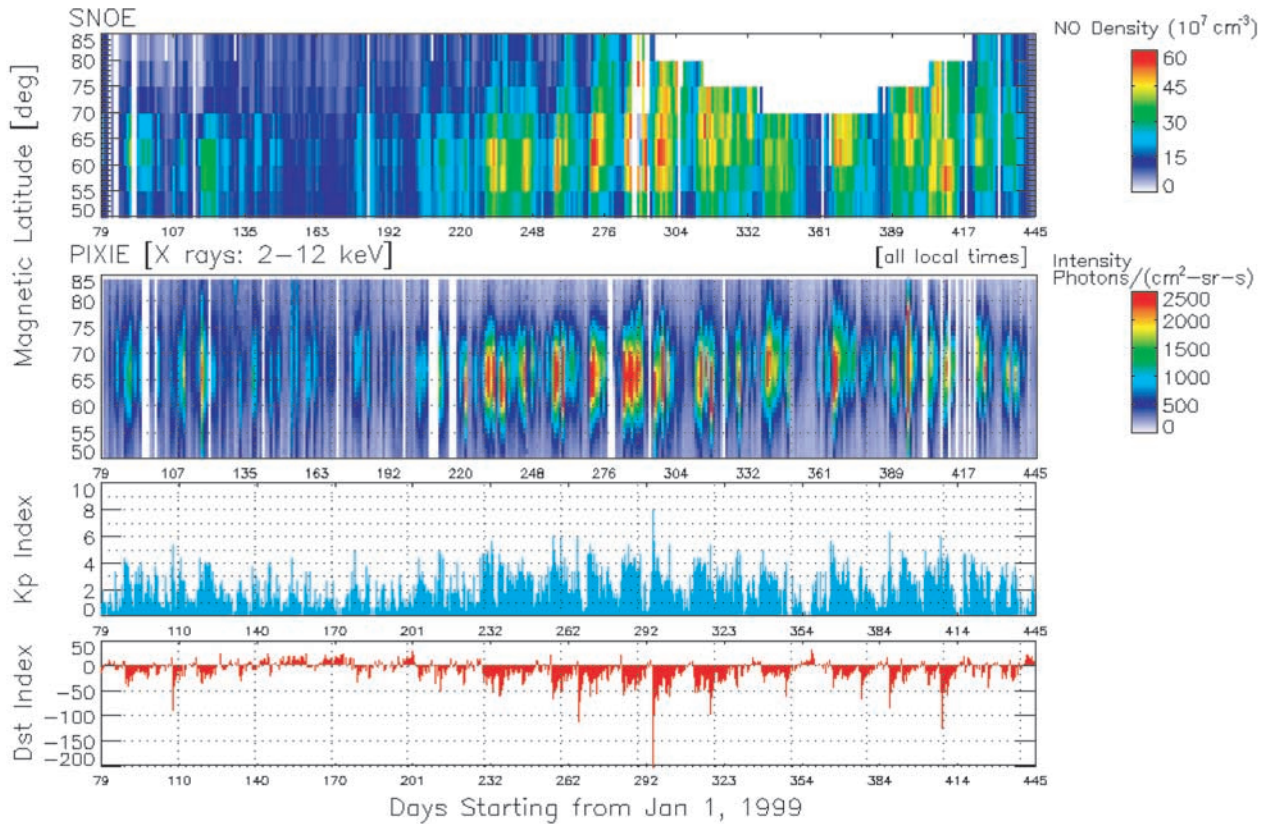 SNOE
NO Density (10⁷ cm⁻³)
85
80
75
70
65
60
55
50
60
45
30
15
0
79 107 135 163 192 220 248 276 304 332 361 389 417 445
Magnetic Latitude [deg]
PIXIE [X rays: 2–12 keV]
[all local times]
Intensity
Photons/(cm²–sr–s)
85
80
75
70
65
60
55
50
2500
2000
1500
1000
500
0
79 107 135 163 192 220 248 276 304 332 361 389 417 445
Kp Index
10
8
6
4
2
0
79 110 140 171 201 232 262 292 323 354 384 414 445
Dst Index
50
0
−50
−100
−150
−200
79 110 140 170 201 232 262 292 323 354 384 414 445
Days Starting from Jan 1, 1999